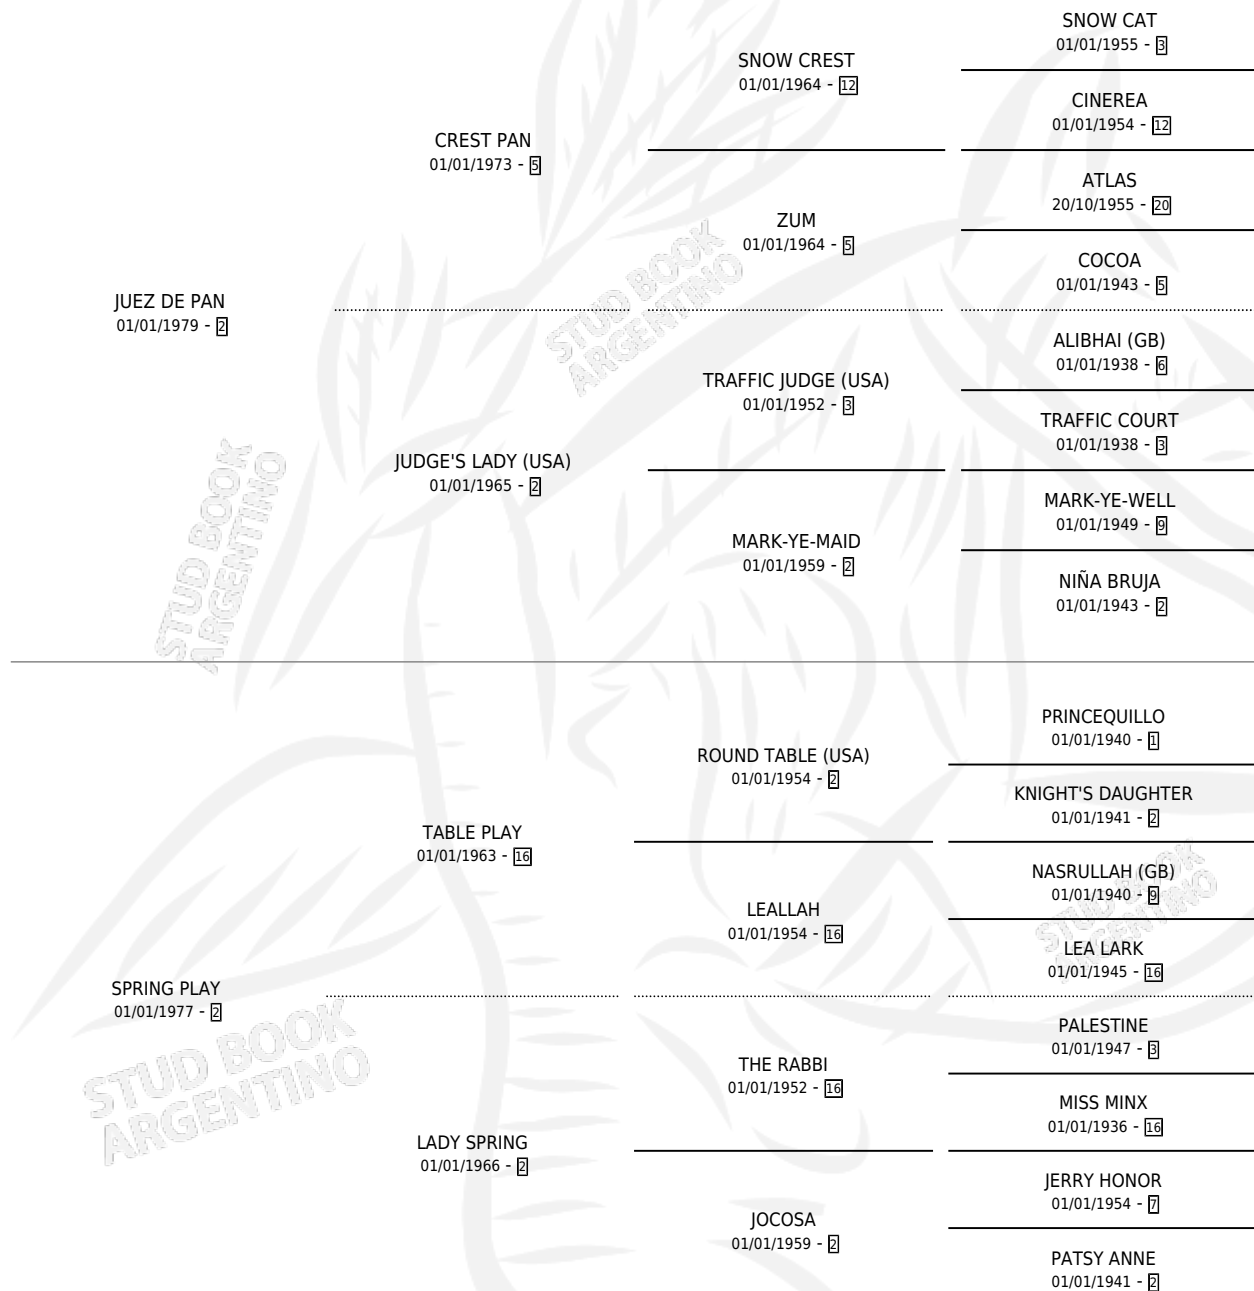 SNOW CAT
01/01/1955 - 3
SNOW CREST
01/01/1964 - 12
CINEREA
01/01/1954 - 12
CREST PAN
01/01/1973 - 5
ATLAS
20/10/1955 - 20
ZUM
01/01/1964 - 5
COCOA
01/01/1943 - 5
JUEZ DE PAN
01/01/1979 - 2
ALIBHAI (GB)
01/01/1938 - 6
TRAFFIC JUDGE (USA)
01/01/1952 - 3
TRAFFIC COURT
01/01/1938 - 3
JUDGE'S LADY (USA)
01/01/1965 - 2
MARK-YE-WELL
01/01/1949 - 9
MARK-YE-MAID
01/01/1959 - 2
NIÑA BRUJA
01/01/1943 - 2
PRINCEQUILLO
01/01/1940 - 1
ROUND TABLE (USA)
01/01/1954 - 2
KNIGHT'S DAUGHTER
01/01/1941 - 2
TABLE PLAY
01/01/1963 - 16
NASRULLAH (GB)
01/01/1940 - 9
LEALLAH
01/01/1954 - 16
LEA LARK
01/01/1945 - 16
SPRING PLAY
01/01/1977 - 2
PALESTINE
01/01/1947 - 3
THE RABBI
01/01/1952 - 16
MISS MINX
01/01/1936 - 16
LADY SPRING
01/01/1966 - 2
JERRY HONOR
01/01/1954 - 7
JOCOSA
01/01/1959 - 2
PATSY ANNE
01/01/1941 - 2
STUD BOOK
ARGENTINO
STUD BOOK
ARGENTINO
STUD BOOK
ARGENTINO
STUD BOOK
ARGENTINO